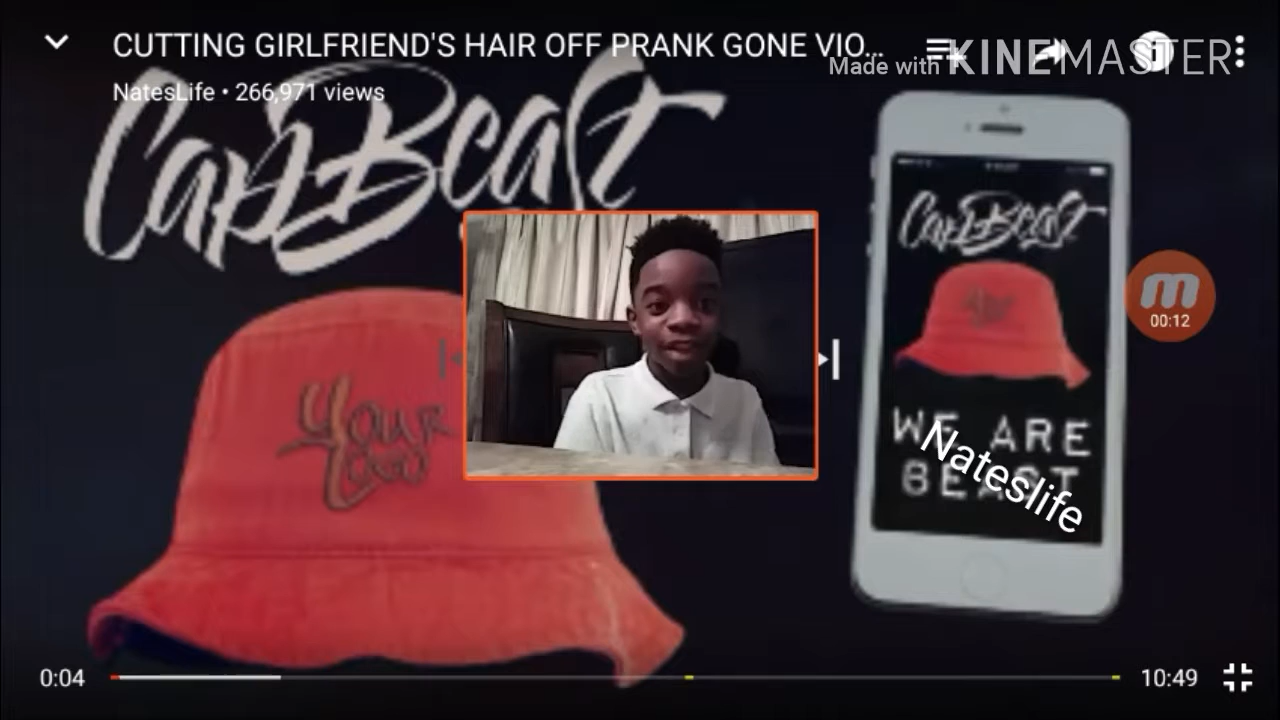 CUTTING GIRLFRIEND'S HAIR OFF PRANK GONE VIO...
Made with KINEMASTER
NatesLife • 266,971 views
CapBeast
CapBeast
00:12
Your
Logo
WE ARE
BEAST
Nateslife
0:04
10:49